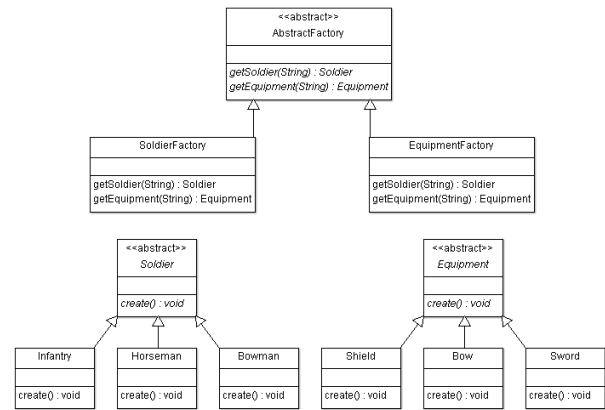 <<abstract>>
AbstractFactory
getSoldier(String) : Soldier
getEquipment(String) : Equipment
SoldierFactory
getSoldier(String) : Soldier
getEquipment(String) : Equipment
EquipmentFactory
getSoldier(String) : Soldier
getEquipment(String) : Equipment
<<abstract>>
Soldier
create() : void
<<abstract>>
Equipment
create() : void
Infantry
create() : void
Horseman
create() : void
Bowman
create() : void
Shield
create() : void
Bow
create() : void
Sword
create() : void